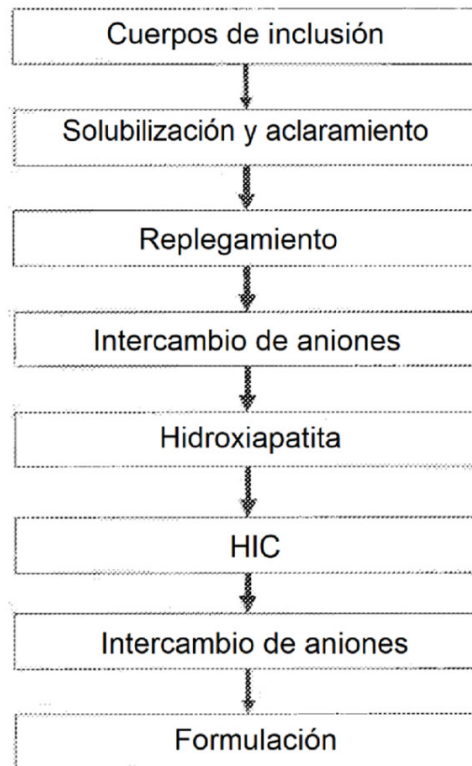 Cuerpos de inclusión
Solubilización y aclaramiento
Replegamiento
Intercambio de aniones
Hidroxiapatita
HIC
Intercambio de aniones
Formulación